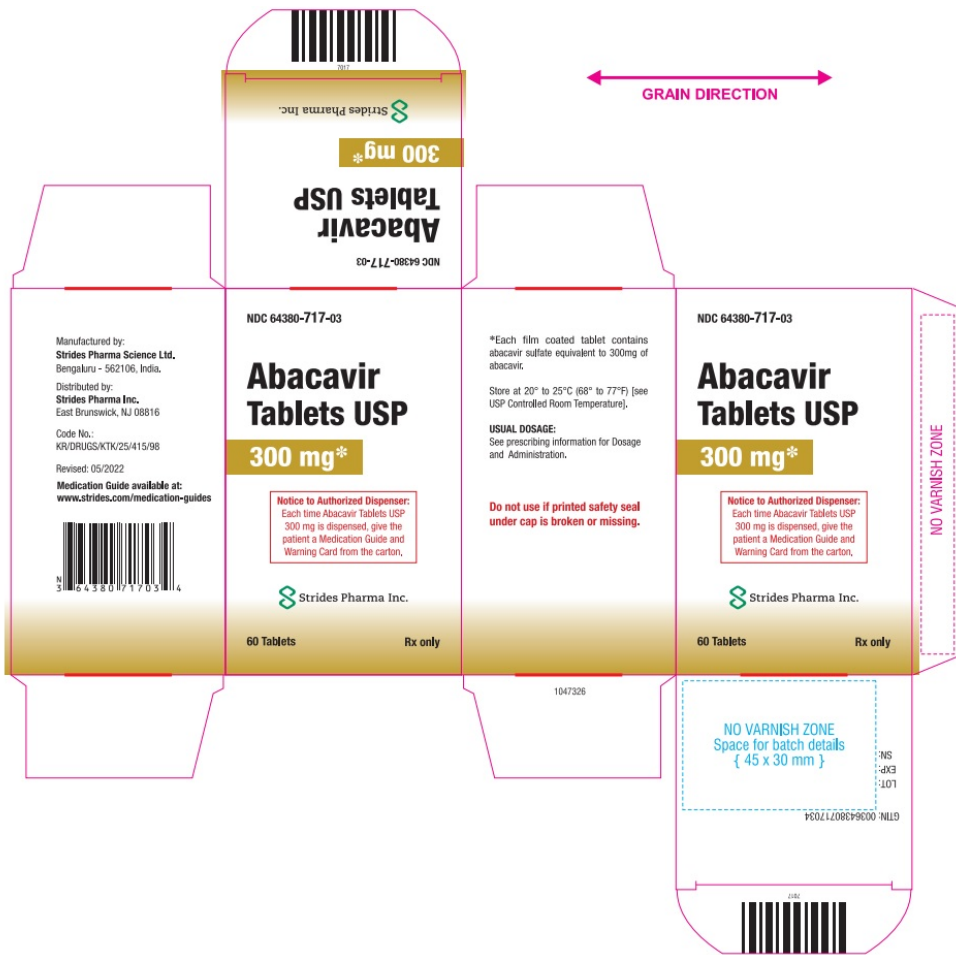 7017
Strides Pharma Inc.
300 mg*
Abacavir
Tablets USP
NDC 64380-717-03
GRAIN DIRECTION
Manufactured by:
Strides Pharma Science Ltd.
Bengaluru - 562106, India.
Distributed by:
Strides Pharma Inc.
East Brunswick, NJ 08816
Code No.:
KR/DRUGS/KTK/25/415/98
Revised: 05/2022
Medication Guide available at:
www.strides.com/medication-guides
N
3 64380 71703 4
NDC 64380-717-03
Abacavir
Tablets USP
300 mg*
Notice to Authorized Dispenser:
Each time Abacavir Tablets USP
300 mg is dispensed, give the
patient a Medication Guide and
Warning Card from the carton.
Strides Pharma Inc.
60 Tablets Rx only
*Each film coated tablet contains
abacavir sulfate equivalent to 300mg of
abacavir.
Store at 20° to 25°C (68° to 77°F) [see
USP Controlled Room Temperature].
USUAL DOSAGE:
See prescribing information for Dosage
and Administration.
Do not use if printed safety seal
under cap is broken or missing.
1047326
NDC 64380-717-03
Abacavir
Tablets USP
300 mg*
Notice to Authorized Dispenser:
Each time Abacavir Tablets USP
300 mg is dispensed, give the
patient a Medication Guide and
Warning Card from the carton.
Strides Pharma Inc.
60 Tablets Rx only
NO VARNISH ZONE
NO VARNISH ZONE
Space for batch details
{ 45 x 30 mm }
GTIN: 00364380717034
LOT:
EXP:
SN:
7017